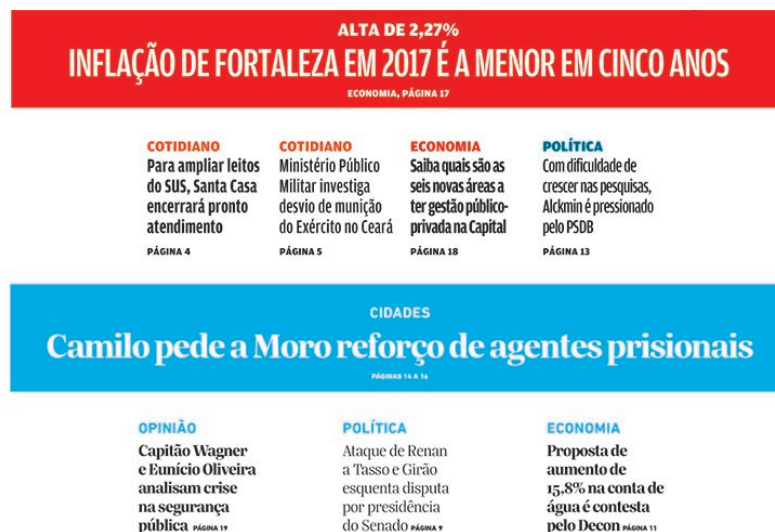 ALTA DE 2,27%
INFLAÇÃO DE FORTALEZA EM 2017 É A MENOR EM CINCO ANOS
ECONOMIA, PÁGINA 17
COTIDIANO
Para ampliar leitos
do SUS, Santa Casa
encerrará pronto
atendimento
PÁGINA 4
COTIDIANO
Ministério Público
Militar investiga
desvio de munição
do Exército no Ceará
PÁGINA 5
ECONOMIA
Saiba quais são as
seis novas áreas a
ter gestão público-
privada na Capital
PÁGINA 18
POLÍTICA
Com dificuldade de
crescer nas pesquisas,
Alckmin é pressionado
pelo PSDB
PÁGINA 13
CIDADES
Camilo pede a Moro reforço de agentes prisionais
PÁGINAS 14 A 16
OPINIÃO
Capitão Wagner
e Eunício Oliveira
analisam crise
na segurança
pública PÁGINA 19
POLÍTICA
Ataque de Renan
a Tasso e Girão
esquenta disputa
por presidência
do Senado PÁGINA 9
ECONOMIA
Proposta de
aumento de
15,8% na conta de
água é contesta
pelo Decon PÁGINA 11